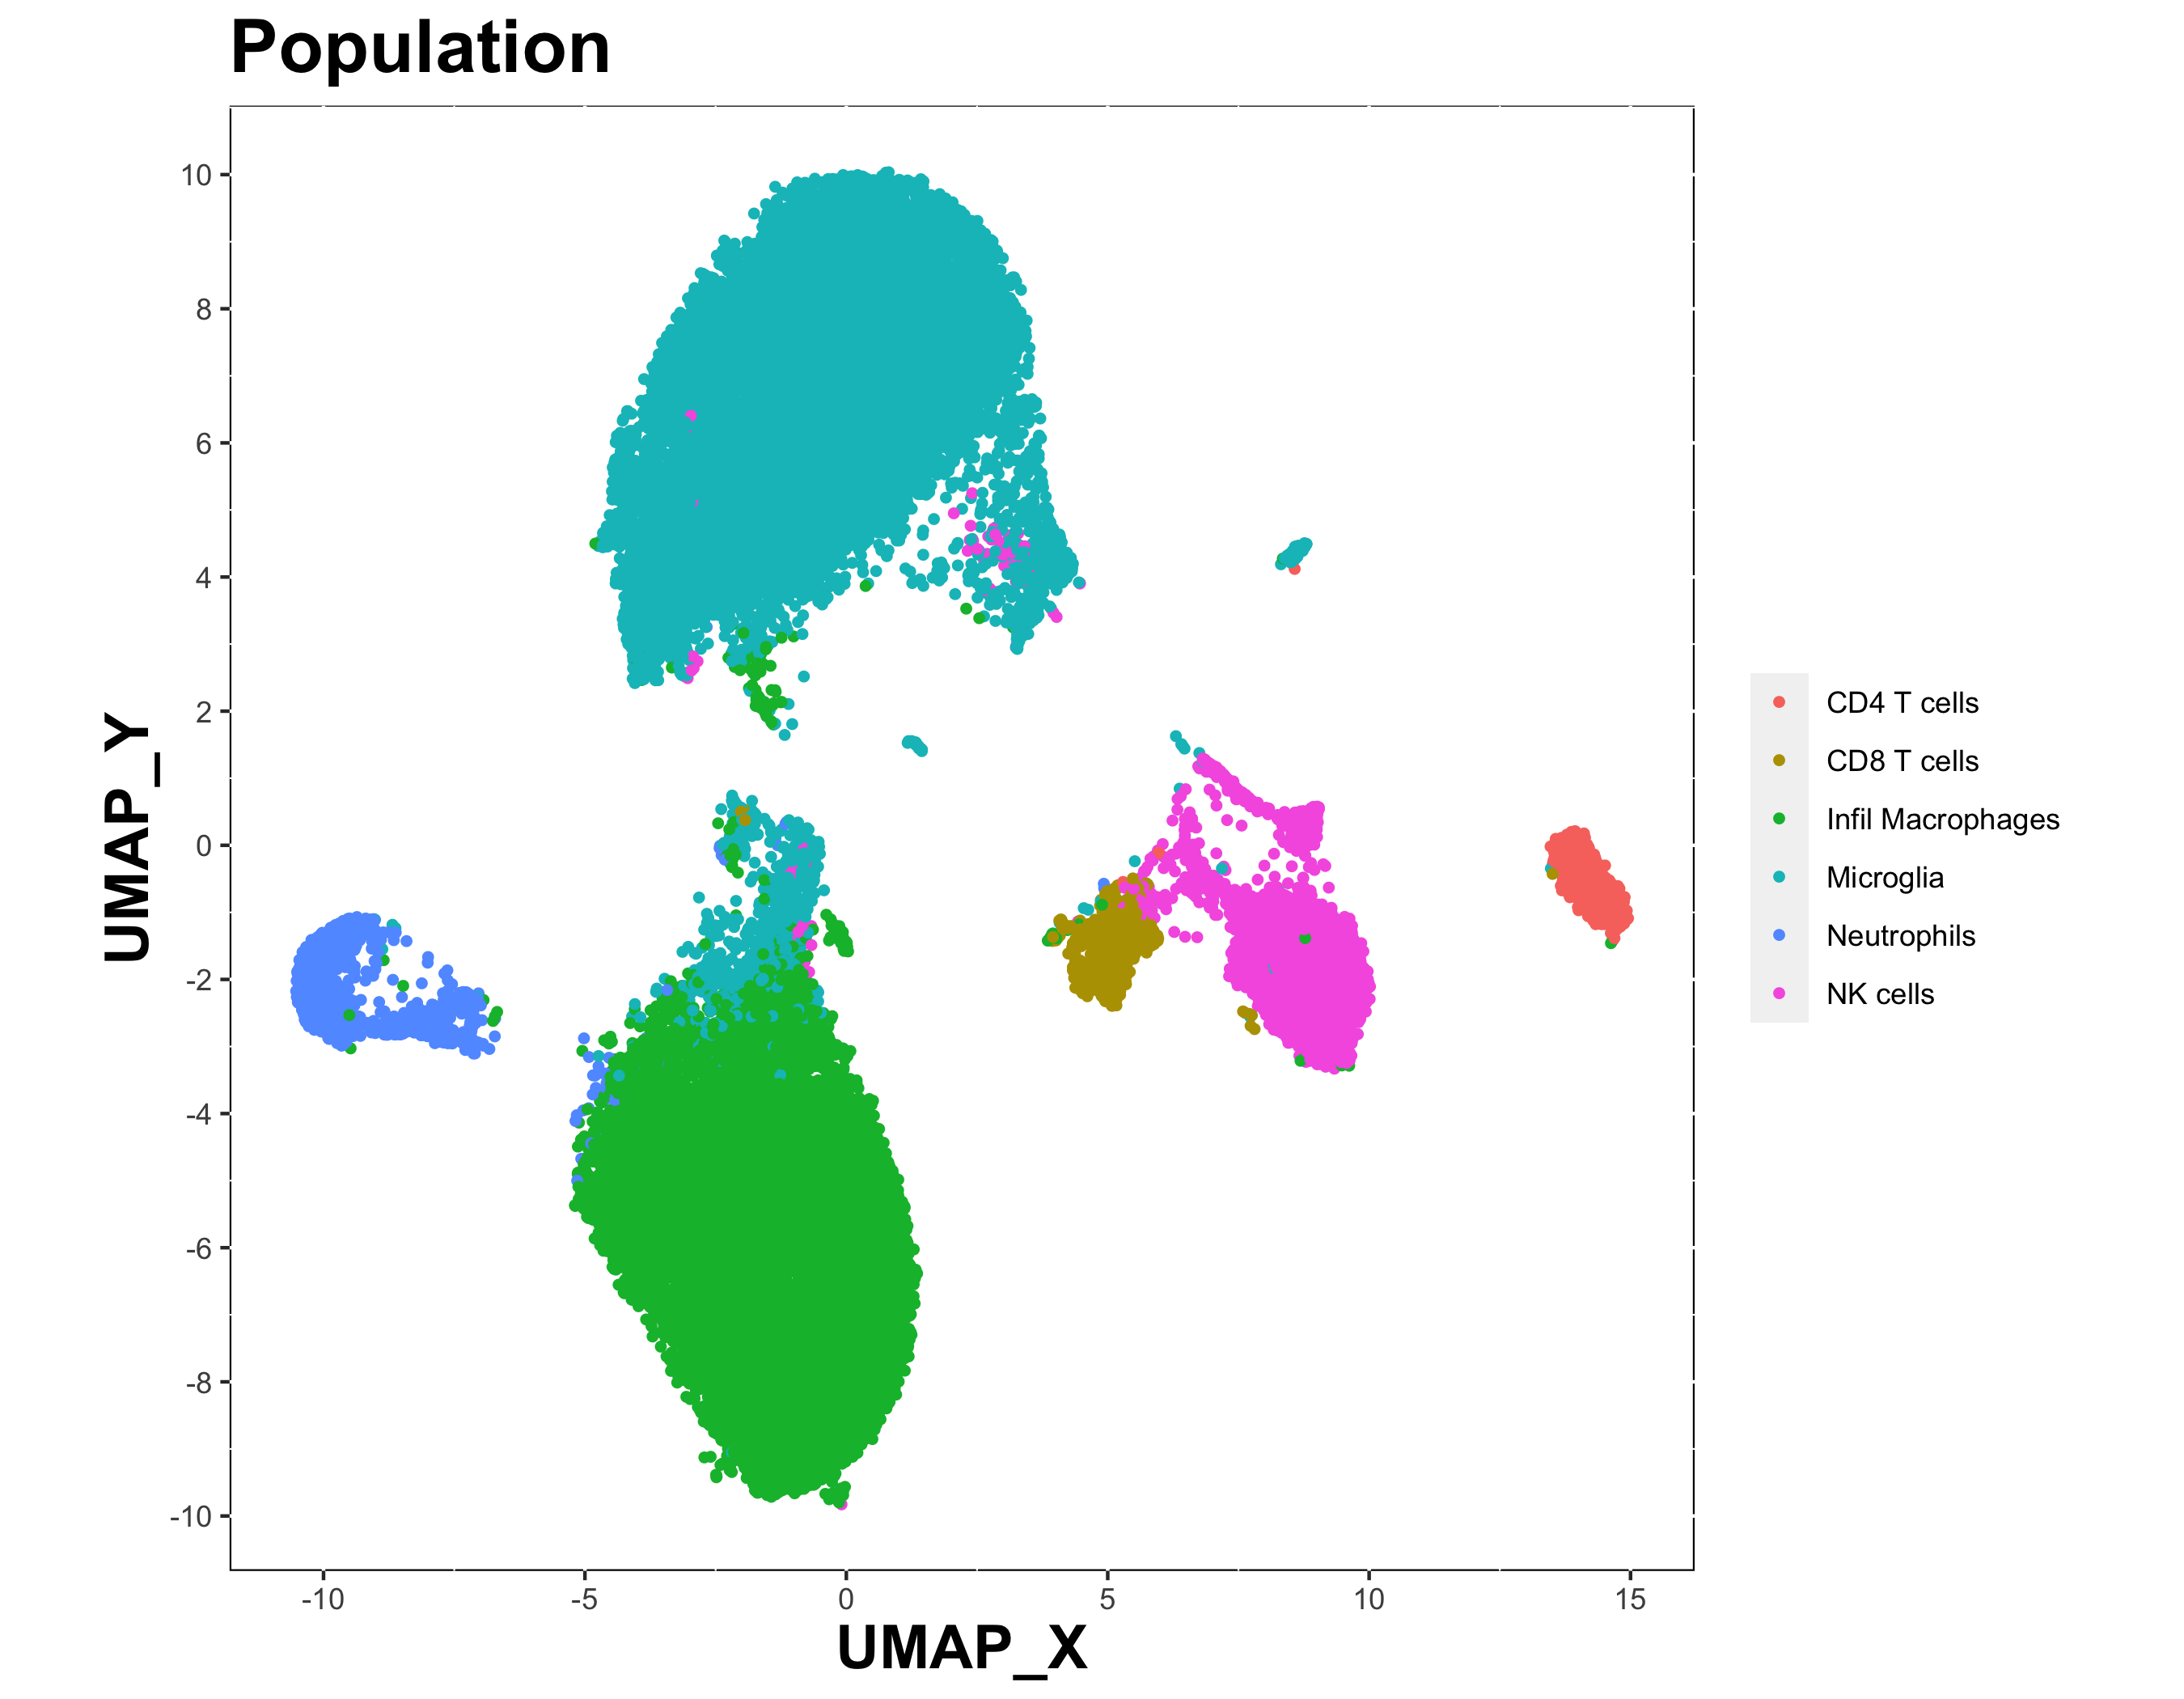 Population
10
8
6
4
2
0
-2
-4
-6
-8
-10
UMAP_Y
-10
-5
0
5
10
15
UMAP_X
CD4 T cells
CD8 T cells
Infil Macrophages
Microglia
Neutrophils
NK cells